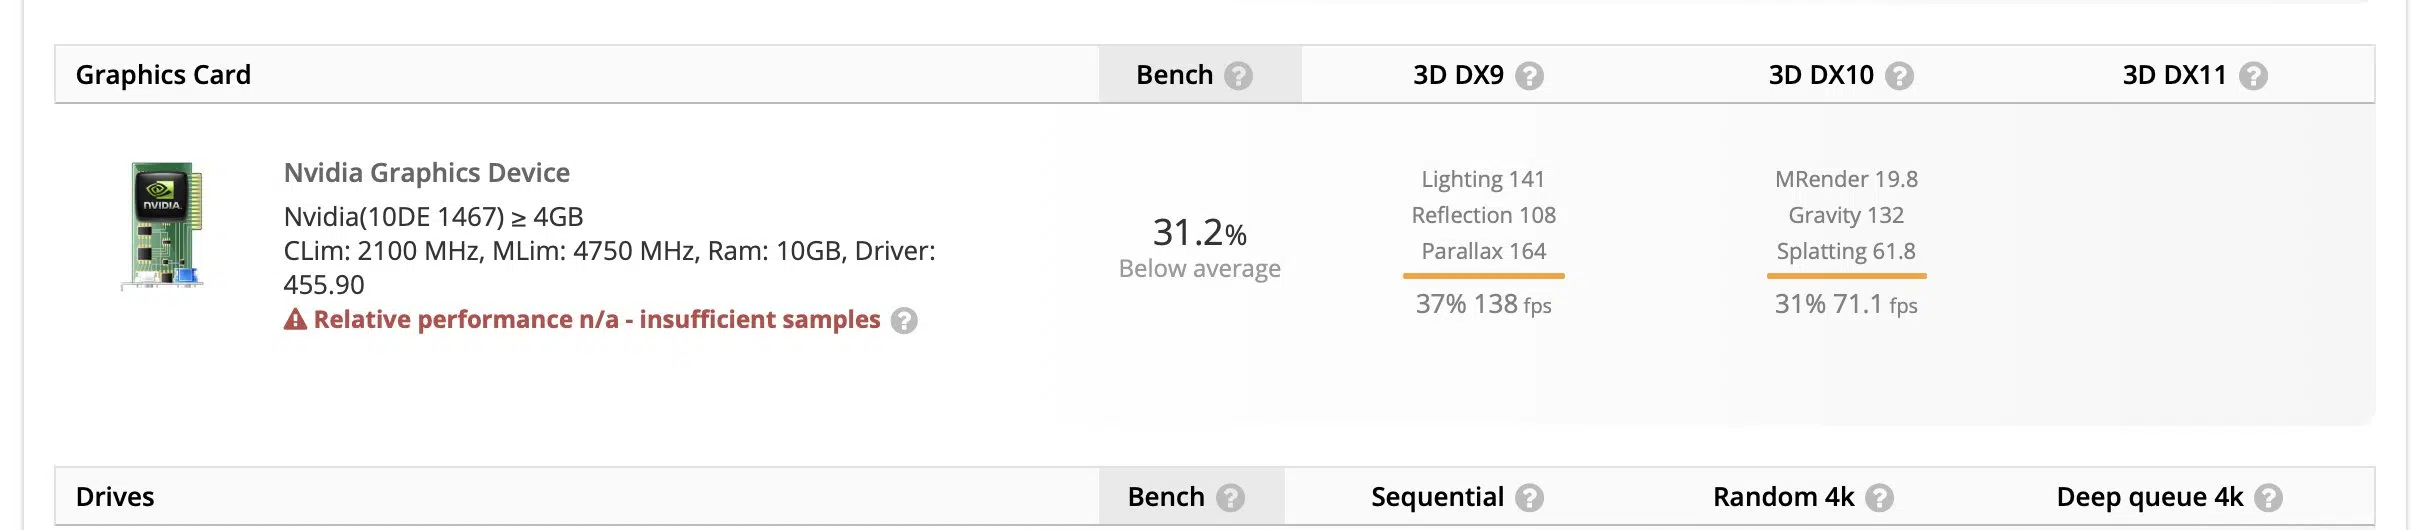 Graphics Card Bench ? 3D DX9 ? 3D DX10 ? 3D DX11 ?
NVIDIA
Nvidia Graphics Device
Nvidia(10DE 1467) ≥ 4GB
CLim: 2100 MHz, MLim: 4750 MHz, Ram: 10GB, Driver:
455.90
Relative performance n/a - insufficient samples ?
31.2%
Below average
Lighting 141
Reflection 108
Parallax 164
37% 138 fps
MRender 19.8
Gravity 132
Splatting 61.8
31% 71.1 fps
Drives Bench ? Sequential ? Random 4k ? Deep queue 4k ?